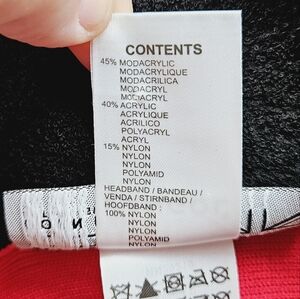 CONTENTS
45% MODACRYLIC
MODACRYLIQUE
MODACRILICA
MODACRYL
MODACRYL
40% ACRYLIC
ACRYLIQUE
ACRILICO
POLYACRYL
ACRYL
15% NYLON
NYLON
NYLON
POLYAMID
NYLON
HEADBAND / BANDEAU /
VENDA / STIRNBAND /
HOOFDBAND :
100% NYLON
NYLON
NYLON
POLYAMID
NYLON